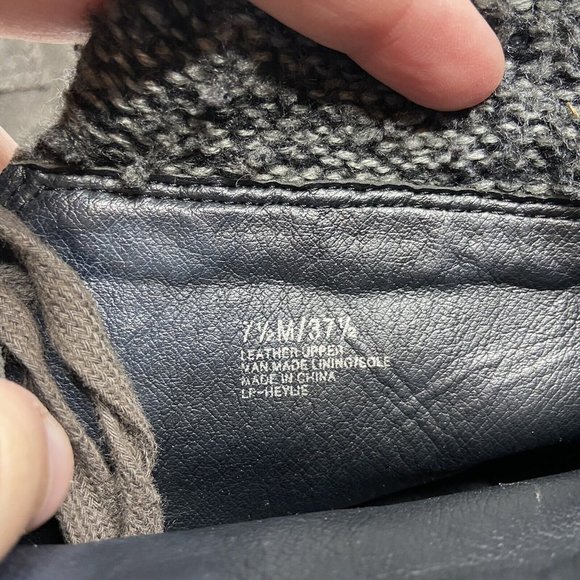 7½M/37½
LEATHER UPPER
MAN MADE LINING/SOLE
MADE IN CHINA
LP-HEYLIE